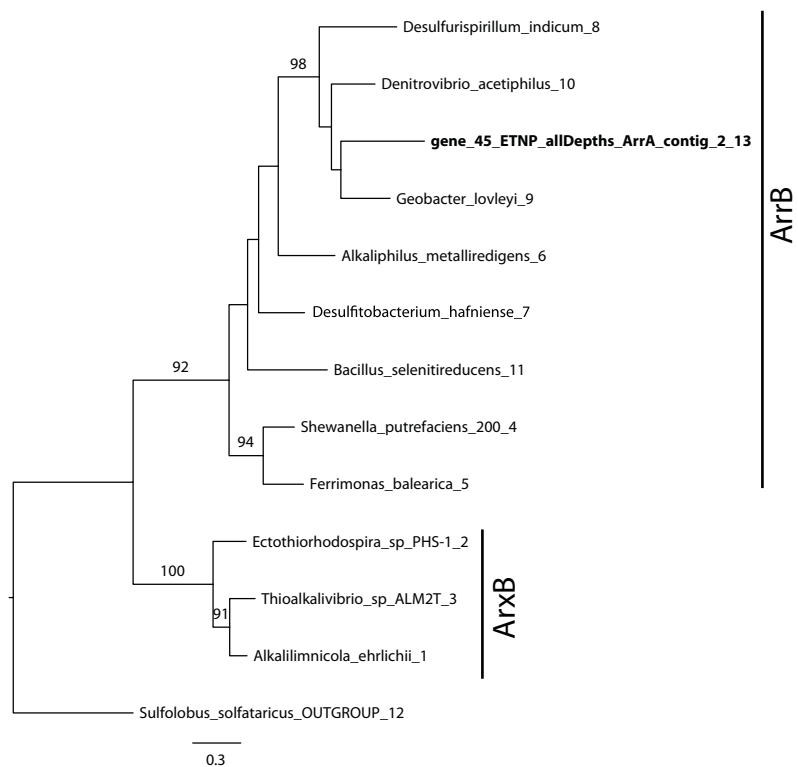 Desulfurispirillum_indicum_8
98
Denitrovibrio_acetiphilus_10
gene_45_ETNP_allDepths_ArrA_contig_2_13
Geobacter_lovleyi_9
ArrB
Alkaliphilus_metalliredigens_6
Desulfitobacterium_hafniense_7
92
Bacillus_selenitireducens_11
Shewanella_putrefaciens_200_4
94
Ferrimonas_balearica_5
Ectothiorhodospira_sp_PHS-1_2
100
Thioalkalivibrio_sp_ALM2T_3
91
ArxB
Alkalilimnicola_ehrlichii_1
Sulfolobus_solfataricus_OUTGROUP_12
0.3